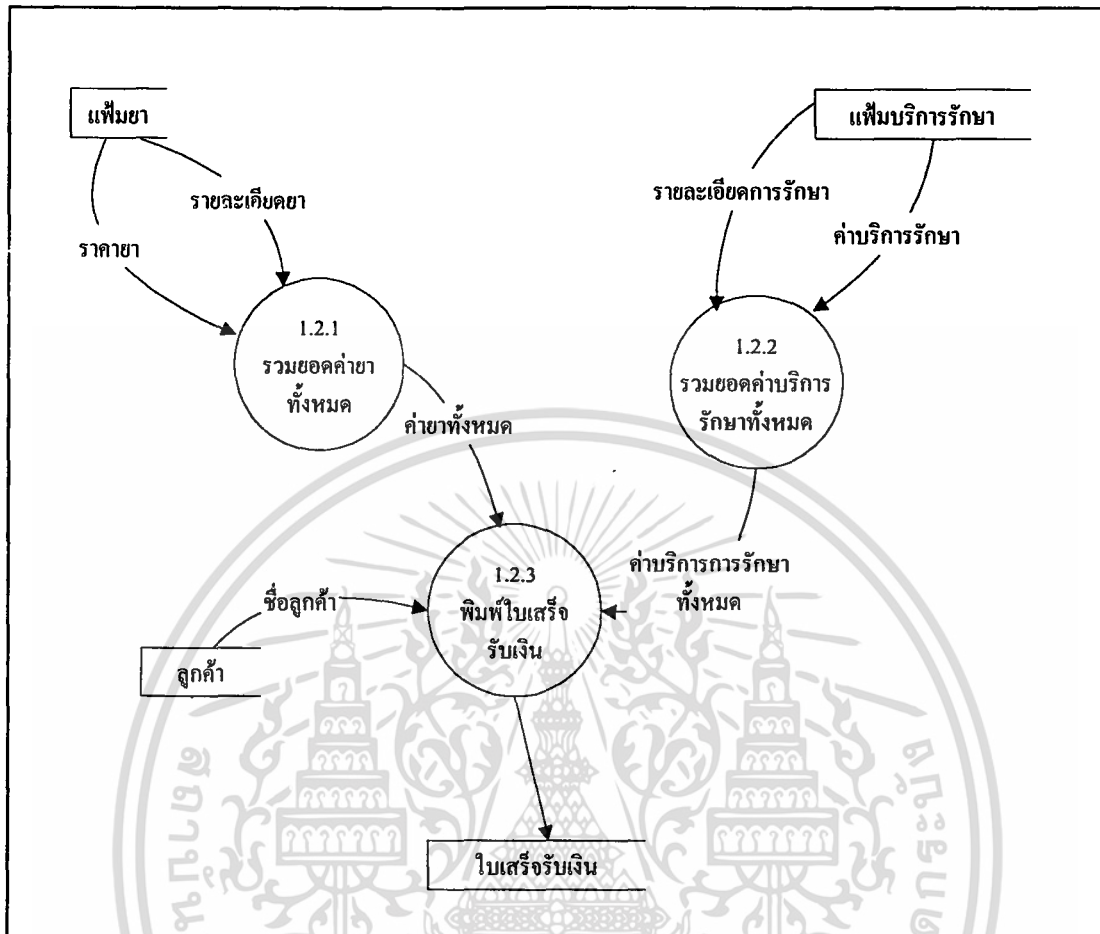 แฟ้มยา
แฟ้มบริการรักษา
รายละเอียดยา
รายละเอียดการรักษา
ราคายา
ค่าบริการรักษา
1.2.1
รวมยอดค่ายา
ทั้งหมด
1.2.2
รวมยอดค่าบริการ
รักษาทั้งหมด
ค่ายาทั้งหมด
ค่าบริการการรักษา
ทั้งหมด
1.2.3
พิมพ์ใบเสร็จ
รับเงิน
ชื่อลูกค้า
ลูกค้า
ใบเสร็จรับเงิน